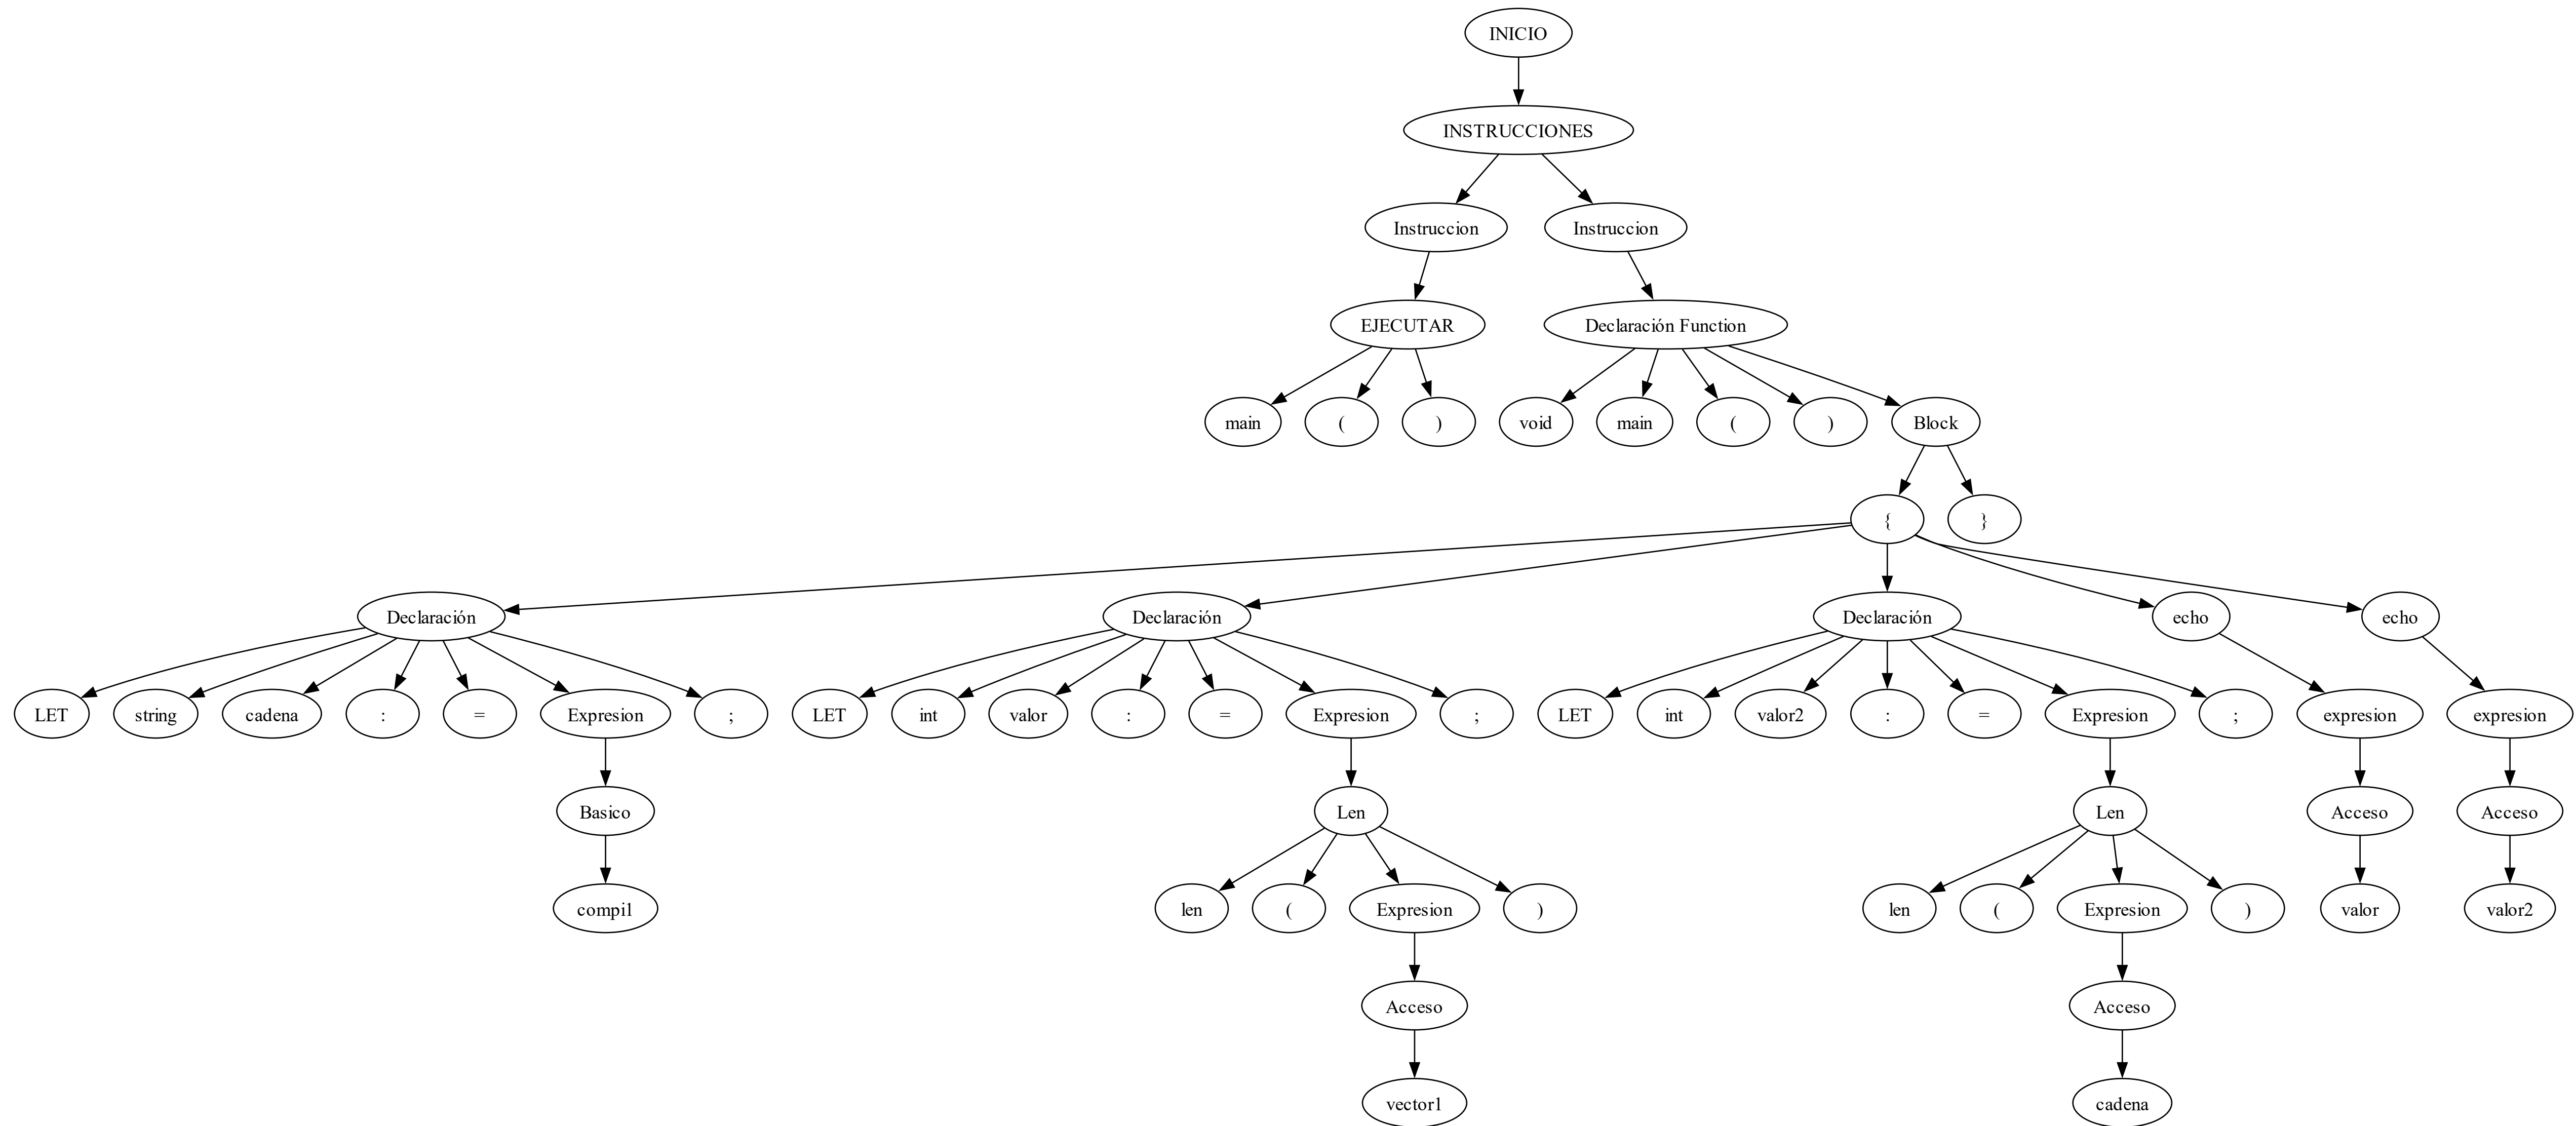 INICIO
INSTRUCCIONES
Instruccion Instruccion
EJECUTAR Declaración Function
main ( ) void main ( ) Block
{ }
Declaración Declaración Declaración echo echo
LET string cadena : = Expresion ; LET int valor : = Expresion ; LET int valor2 : = Expresion ; expresion expresion
Basico Len Len Acceso Acceso
compi1 len ( Expresion ) len ( Expresion ) valor valor2
Acceso Acceso
vector1 cadena